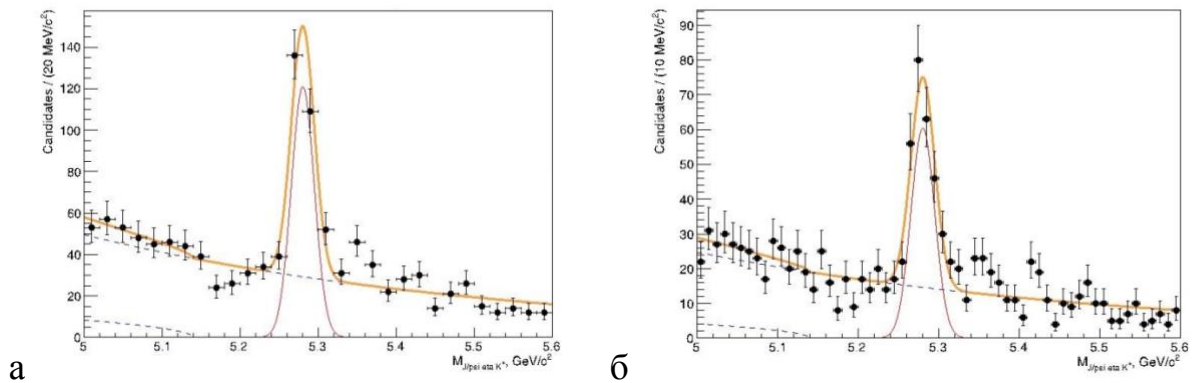 Candidates / (20 MeV/c²)
140
120
100
80
60
40
20
0
5 5.1 5.2 5.3 5.4 5.5 5.6
M_{J/psi eta K⁺}, GeV/c²
а
Candidates / (10 MeV/c²)
90
80
70
60
50
40
30
20
10
0
5 5.1 5.2 5.3 5.4 5.5 5.6
M_{J/psi eta K⁺}, GeV/c²
б